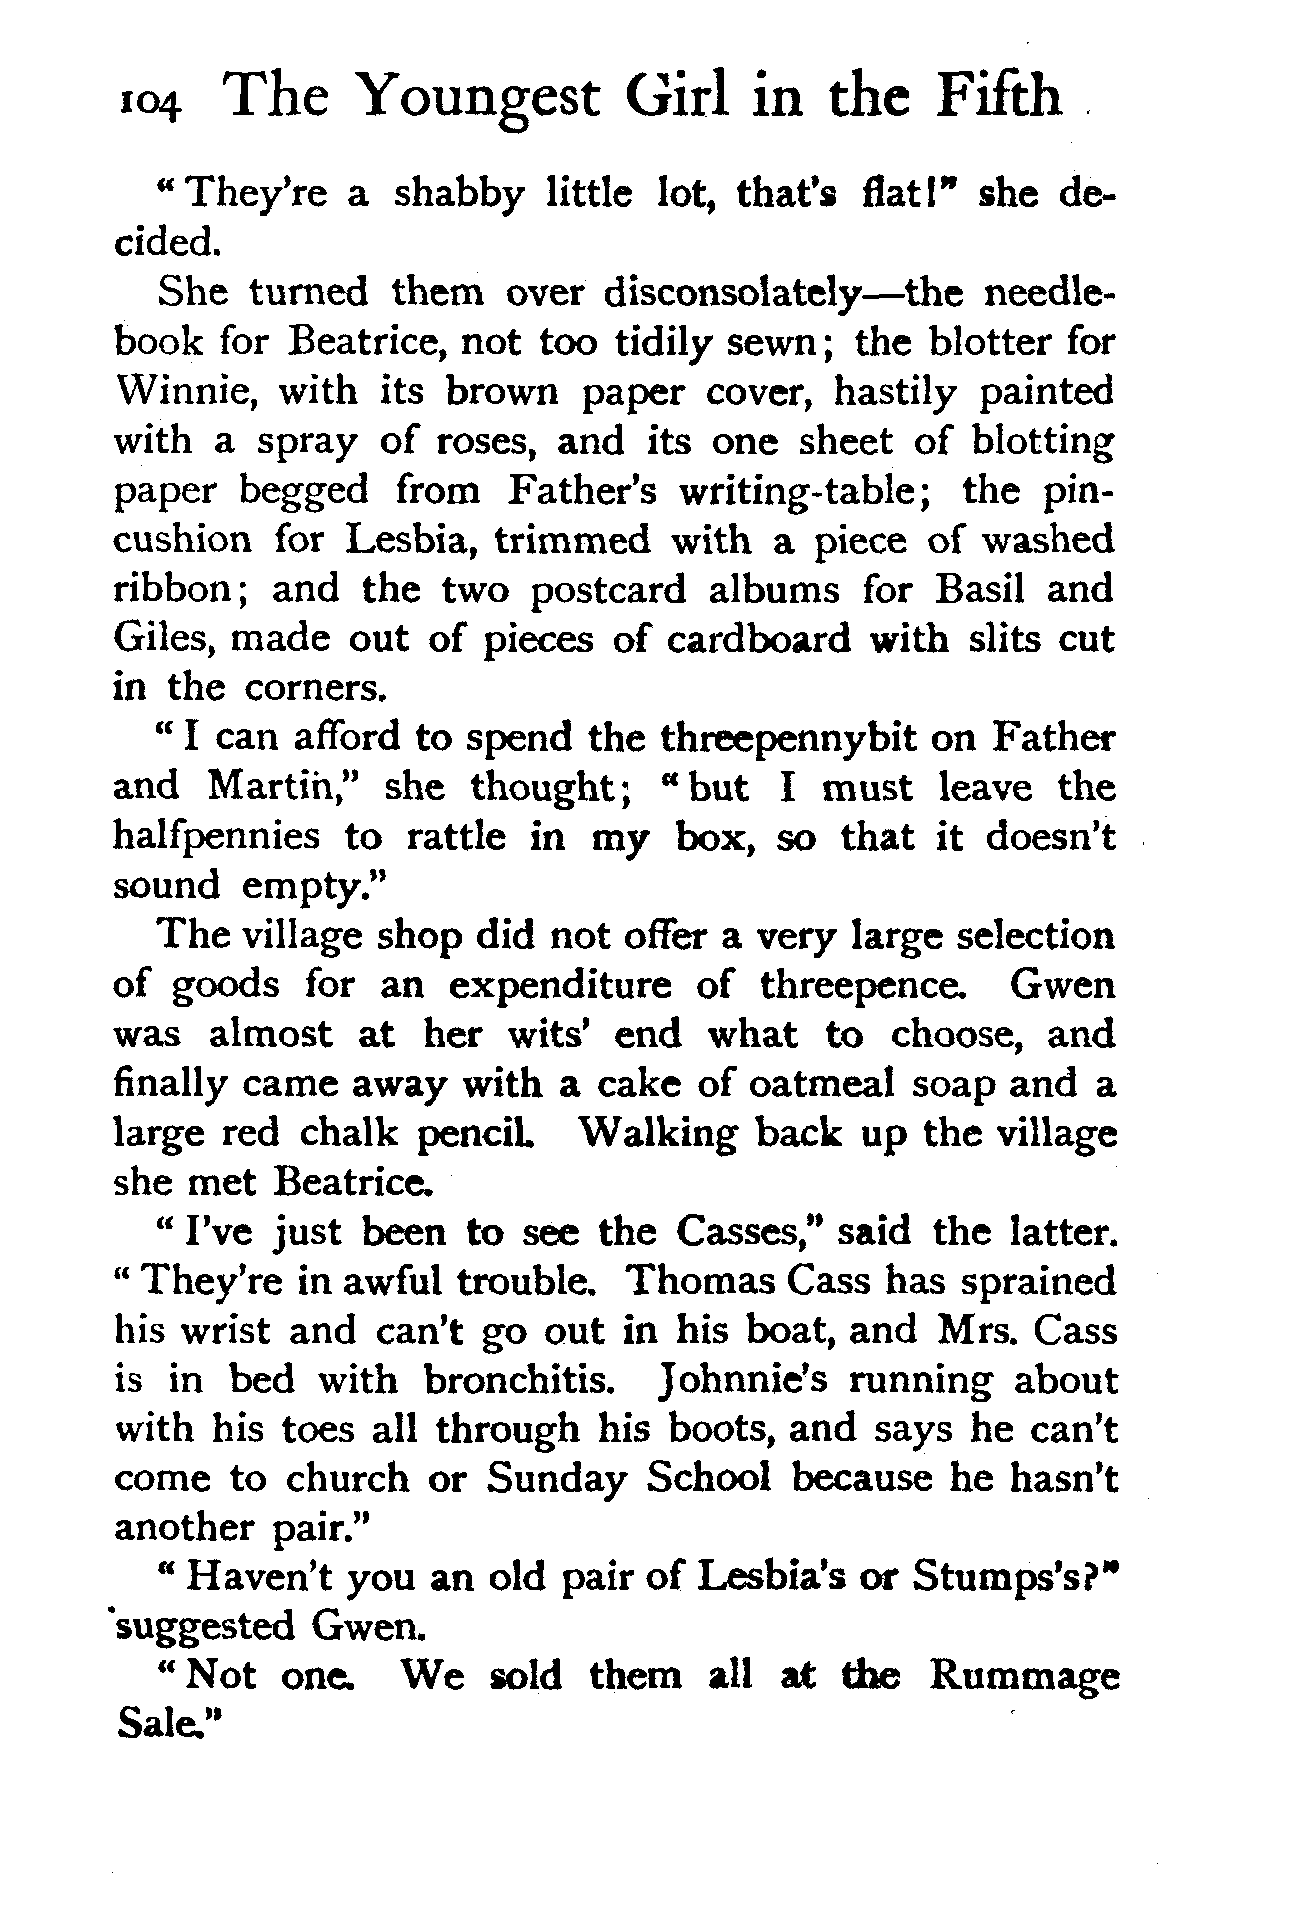 104 The Youngest Girl in the Fifth
“They’re a shabby little lot, that’s flat!” she de-
cided.
She turned them over disconsolately—the needle-
book for Beatrice, not too tidily sewn; the blotter for
Winnie, with its brown paper cover, hastily painted
with a spray of roses, and its one sheet of blotting
paper begged from Father’s writing-table; the pin-
cushion for Lesbia, trimmed with a piece of washed
ribbon; and the two postcard albums for Basil and
Giles, made out of pieces of cardboard with slits cut
in the corners.
“I can afford to spend the threepennybit on Father
and Martin,” she thought; “but I must leave the
halfpennies to rattle in my box, so that it doesn’t
sound empty.”
The village shop did not offer a very large selection
of goods for an expenditure of threepence. Gwen
was almost at her wits’ end what to choose, and
finally came away with a cake of oatmeal soap and a
large red chalk pencil. Walking back up the village
she met Beatrice.
“I’ve just been to see the Casses,” said the latter.
“They’re in awful trouble. Thomas Cass has sprained
his wrist and can’t go out in his boat, and Mrs. Cass
is in bed with bronchitis. Johnnie’s running about
with his toes all through his boots, and says he can’t
come to church or Sunday School because he hasn’t
another pair.”
“Haven’t you an old pair of Lesbia’s or Stumps’s?”
suggested Gwen.
“Not one. We sold them all at the Rummage
Sale.”